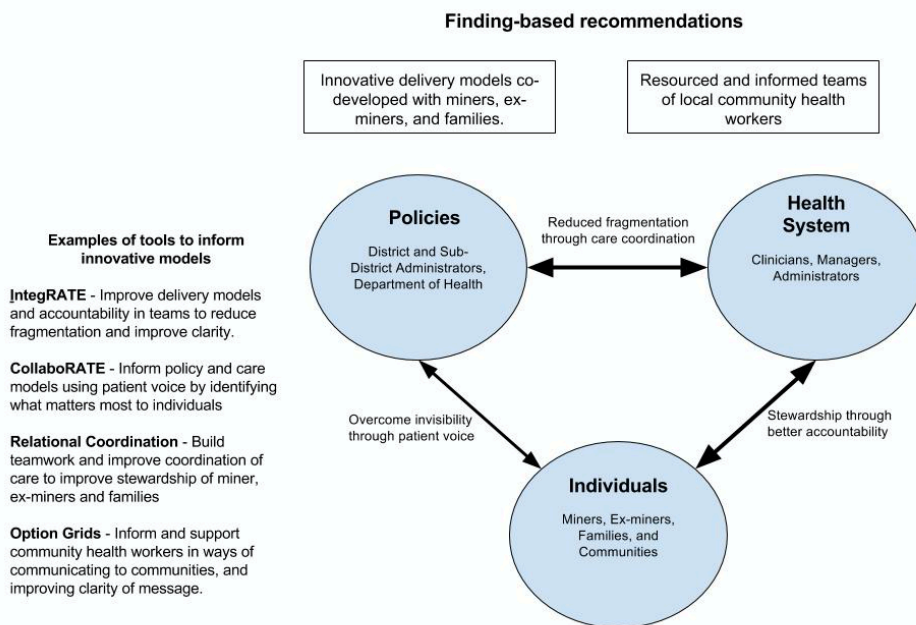 Finding-based recommendations
Innovative delivery models co-
developed with miners, ex-
miners, and families.
Resourced and informed teams
of local community health
workers
Policies
District and Sub-
District Administrators,
Department of Health
Reduced fragmentation
through care coordination
Health
System
Clinicians, Managers,
Administrators
Examples of tools to inform
innovative models
IntegRATE - Improve delivery models
and accountability in teams to reduce
fragmentation and improve clarity.
CollaboRATE - Inform policy and care
models using patient voice by identifying
what matters most to individuals
Relational Coordination - Build
teamwork and improve coordination of
care to improve stewardship of miner,
ex-miners and families
Option Grids - Inform and support
community health workers in ways of
communicating to communities, and
improving clarity of message.
Overcome invisibility
through patient voice
Stewardship through
better accountability
Individuals
Miners, Ex-miners,
Families, and
Communities